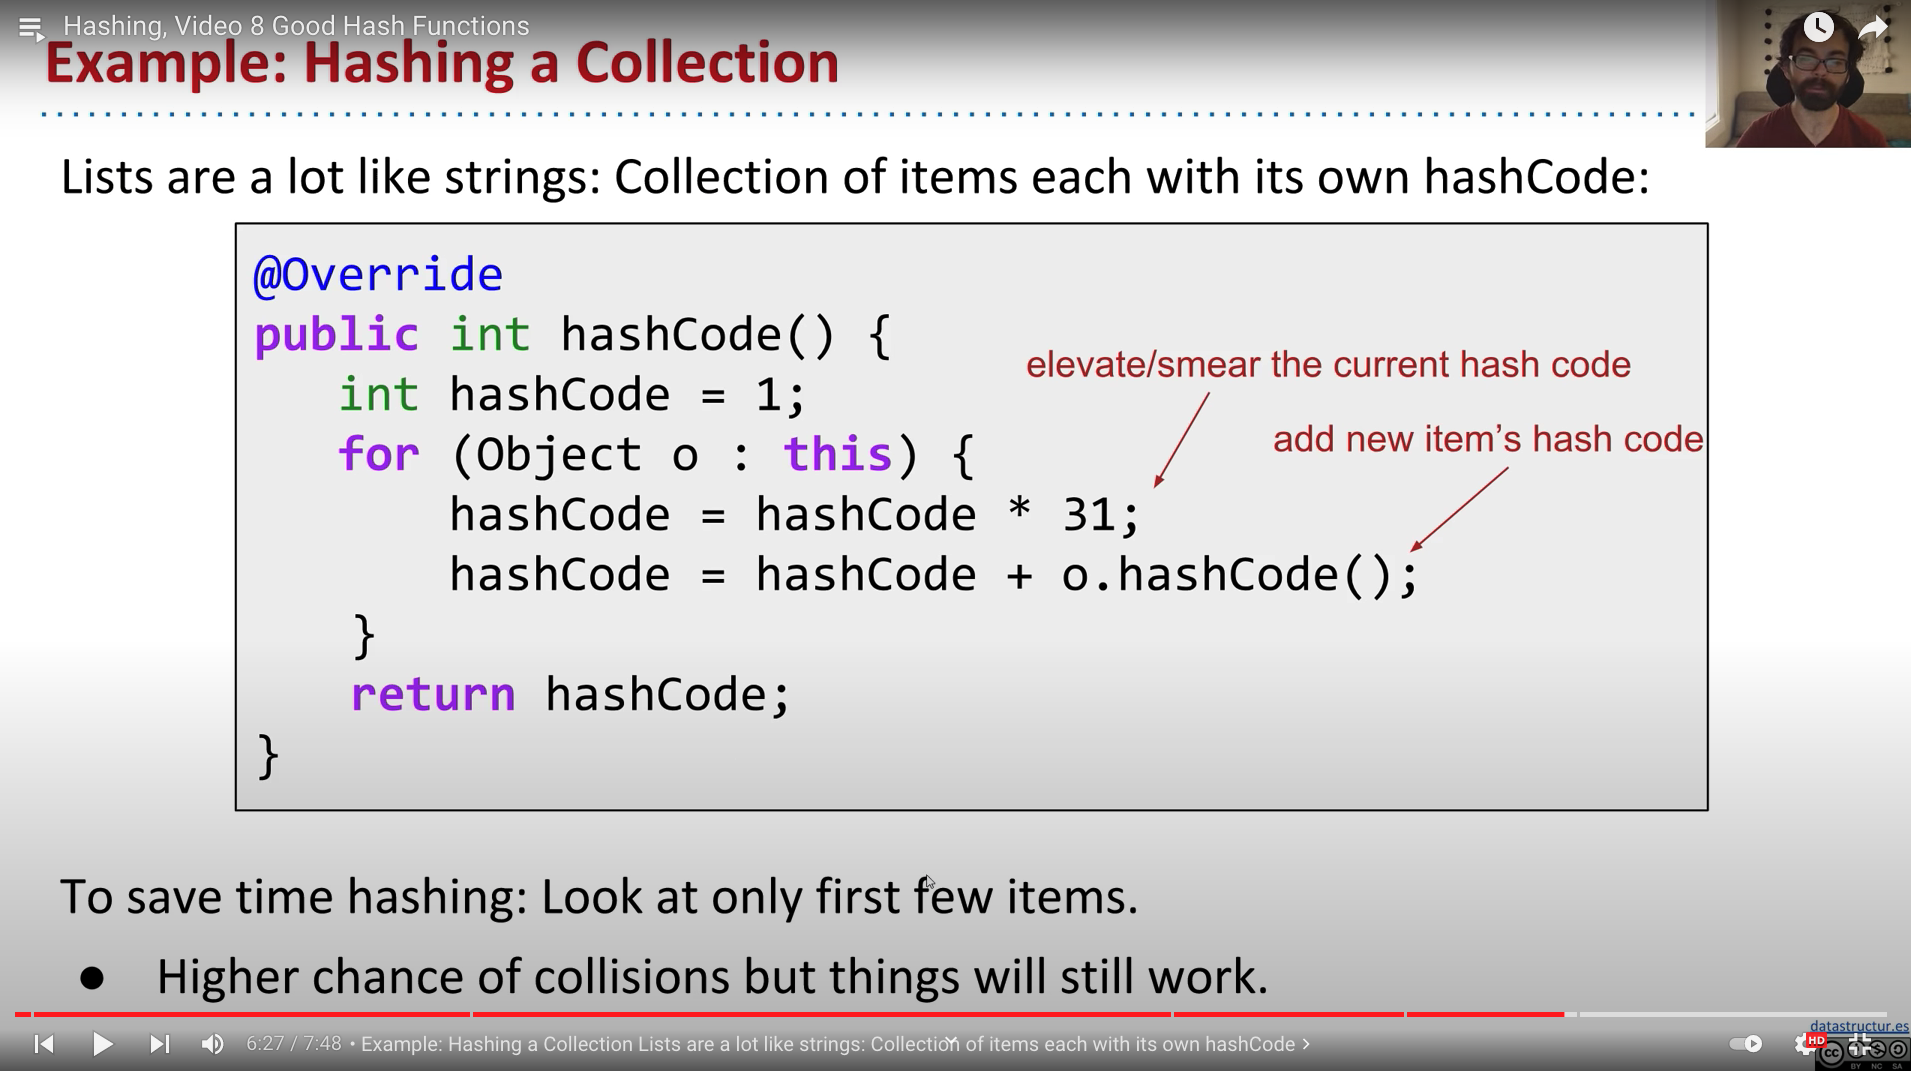 Hashing, Video 8 Good Hash Functions
Example: Hashing a Collection
Lists are a lot like strings: Collection of items each with its own hashCode:
@Override
public int hashCode() {
int hashCode = 1;
elevate/smear the current hash code
for (Object o : this) {
add new item’s hash code
hashCode = hashCode * 31;
hashCode = hashCode + o.hashCode();
}
return hashCode;
}
To save time hashing: Look at only first few items.
● Higher chance of collisions but things will still work.
datastructur.es
6:27 / 7:48 • Example: Hashing a Collection Lists are a lot like strings: Collection of items each with its own hashCode >
HD
cc
BY NC SA